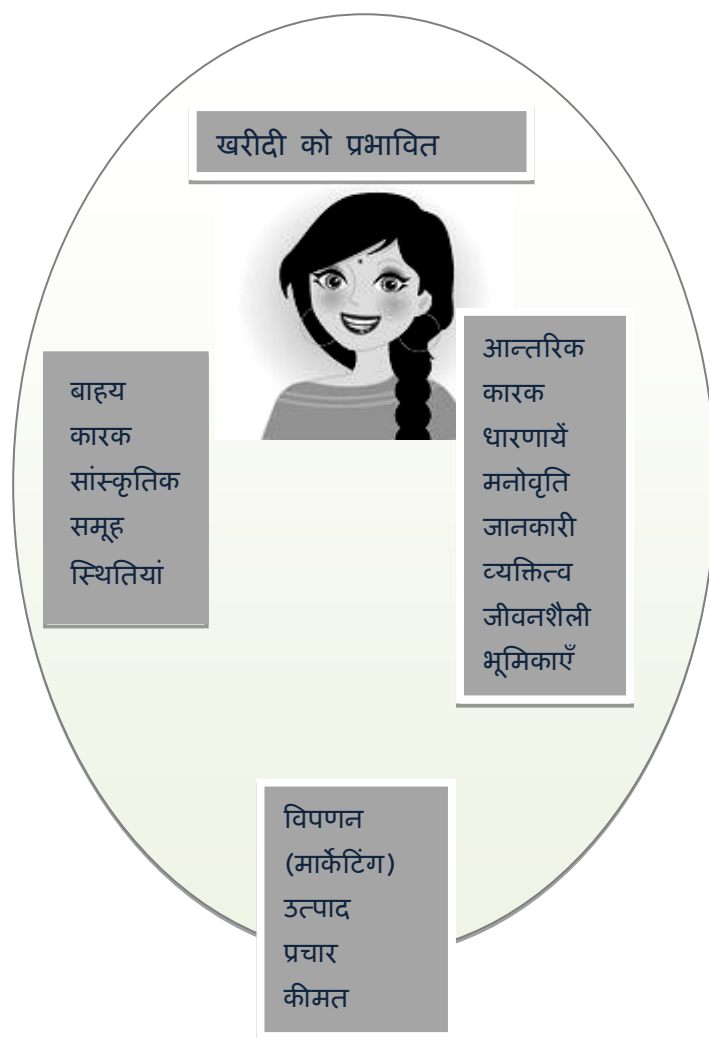 खरीदी को प्रभावित
बाहय
कारक
सांस्कृतिक
समूह
स्थितियां
आन्तरिक
कारक
धारणायें
मनोवृति
जानकारी
व्यक्तित्व
जीवनशैली
भूमिकाएँ
विपणन
(मार्केटिंग)
उत्पाद
प्रचार
कीमत